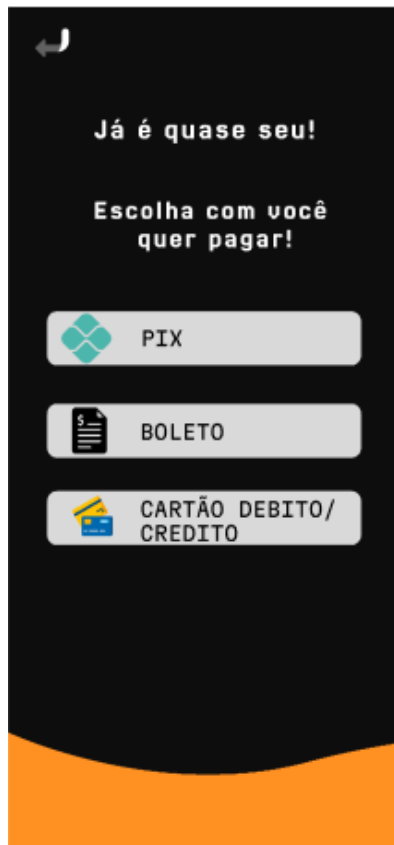 Já é quase seu!
Escolha com você
quer pagar!
PIX
BOLETO
CARTÃO DEBITO/
CREDITO